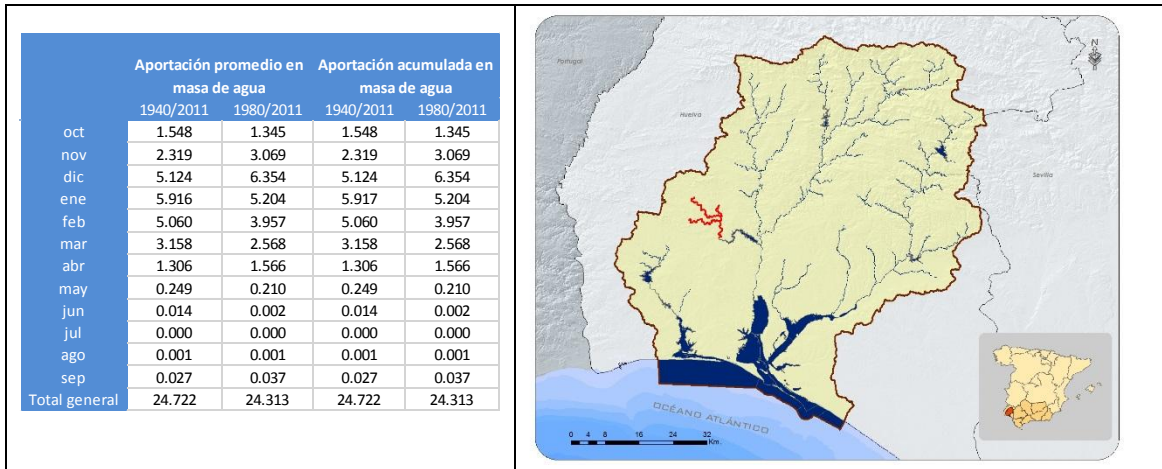 Aportación promedio en Aportación acumulada en
masa de agua masa de agua
1940/2011 1980/2011 1940/2011 1980/2011
oct 1.548 1.345 1.548 1.345
nov 2.319 3.069 2.319 3.069
dic 5.124 6.354 5.124 6.354
ene 5.916 5.204 5.917 5.204
feb 5.060 3.957 5.060 3.957
mar 3.158 2.568 3.158 2.568
abr 1.306 1.566 1.306 1.566
may 0.249 0.210 0.249 0.210
jun 0.014 0.002 0.014 0.002
jul 0.000 0.000 0.000 0.000
ago 0.001 0.001 0.001 0.001
sep 0.027 0.037 0.027 0.037
Total general 24.722 24.313 24.722 24.313
N
Portugal
Huelva
Sevilla
OCÉANO ATLÁNTICO
0 4 8 16 24 32
Km.